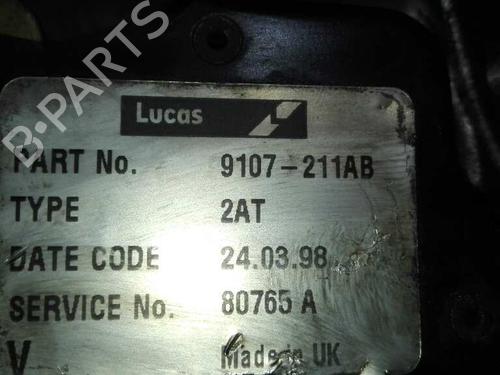 Lucas
PART No. 9107-211AB
TYPE 2AT
DATE CODE 24.03.98
SERVICE No. 80765 A
V Made in UK
B-PARTS